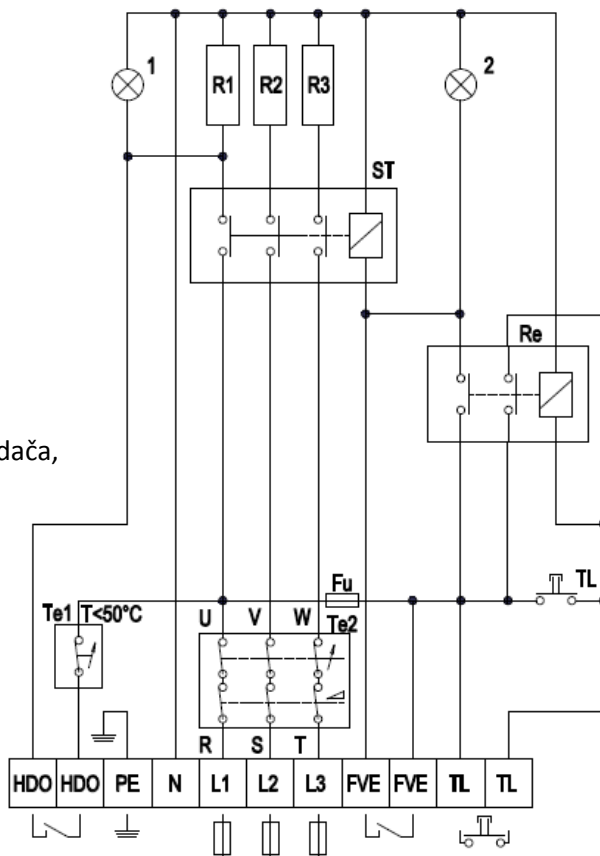 1
2
R1 R2 R3
ST
Re
dača,
Fu
TL
Te1 T<50°C
U V W
Te2
R S T
HDO HDO PE N L1 L2 L3 FVE FVE TL TL